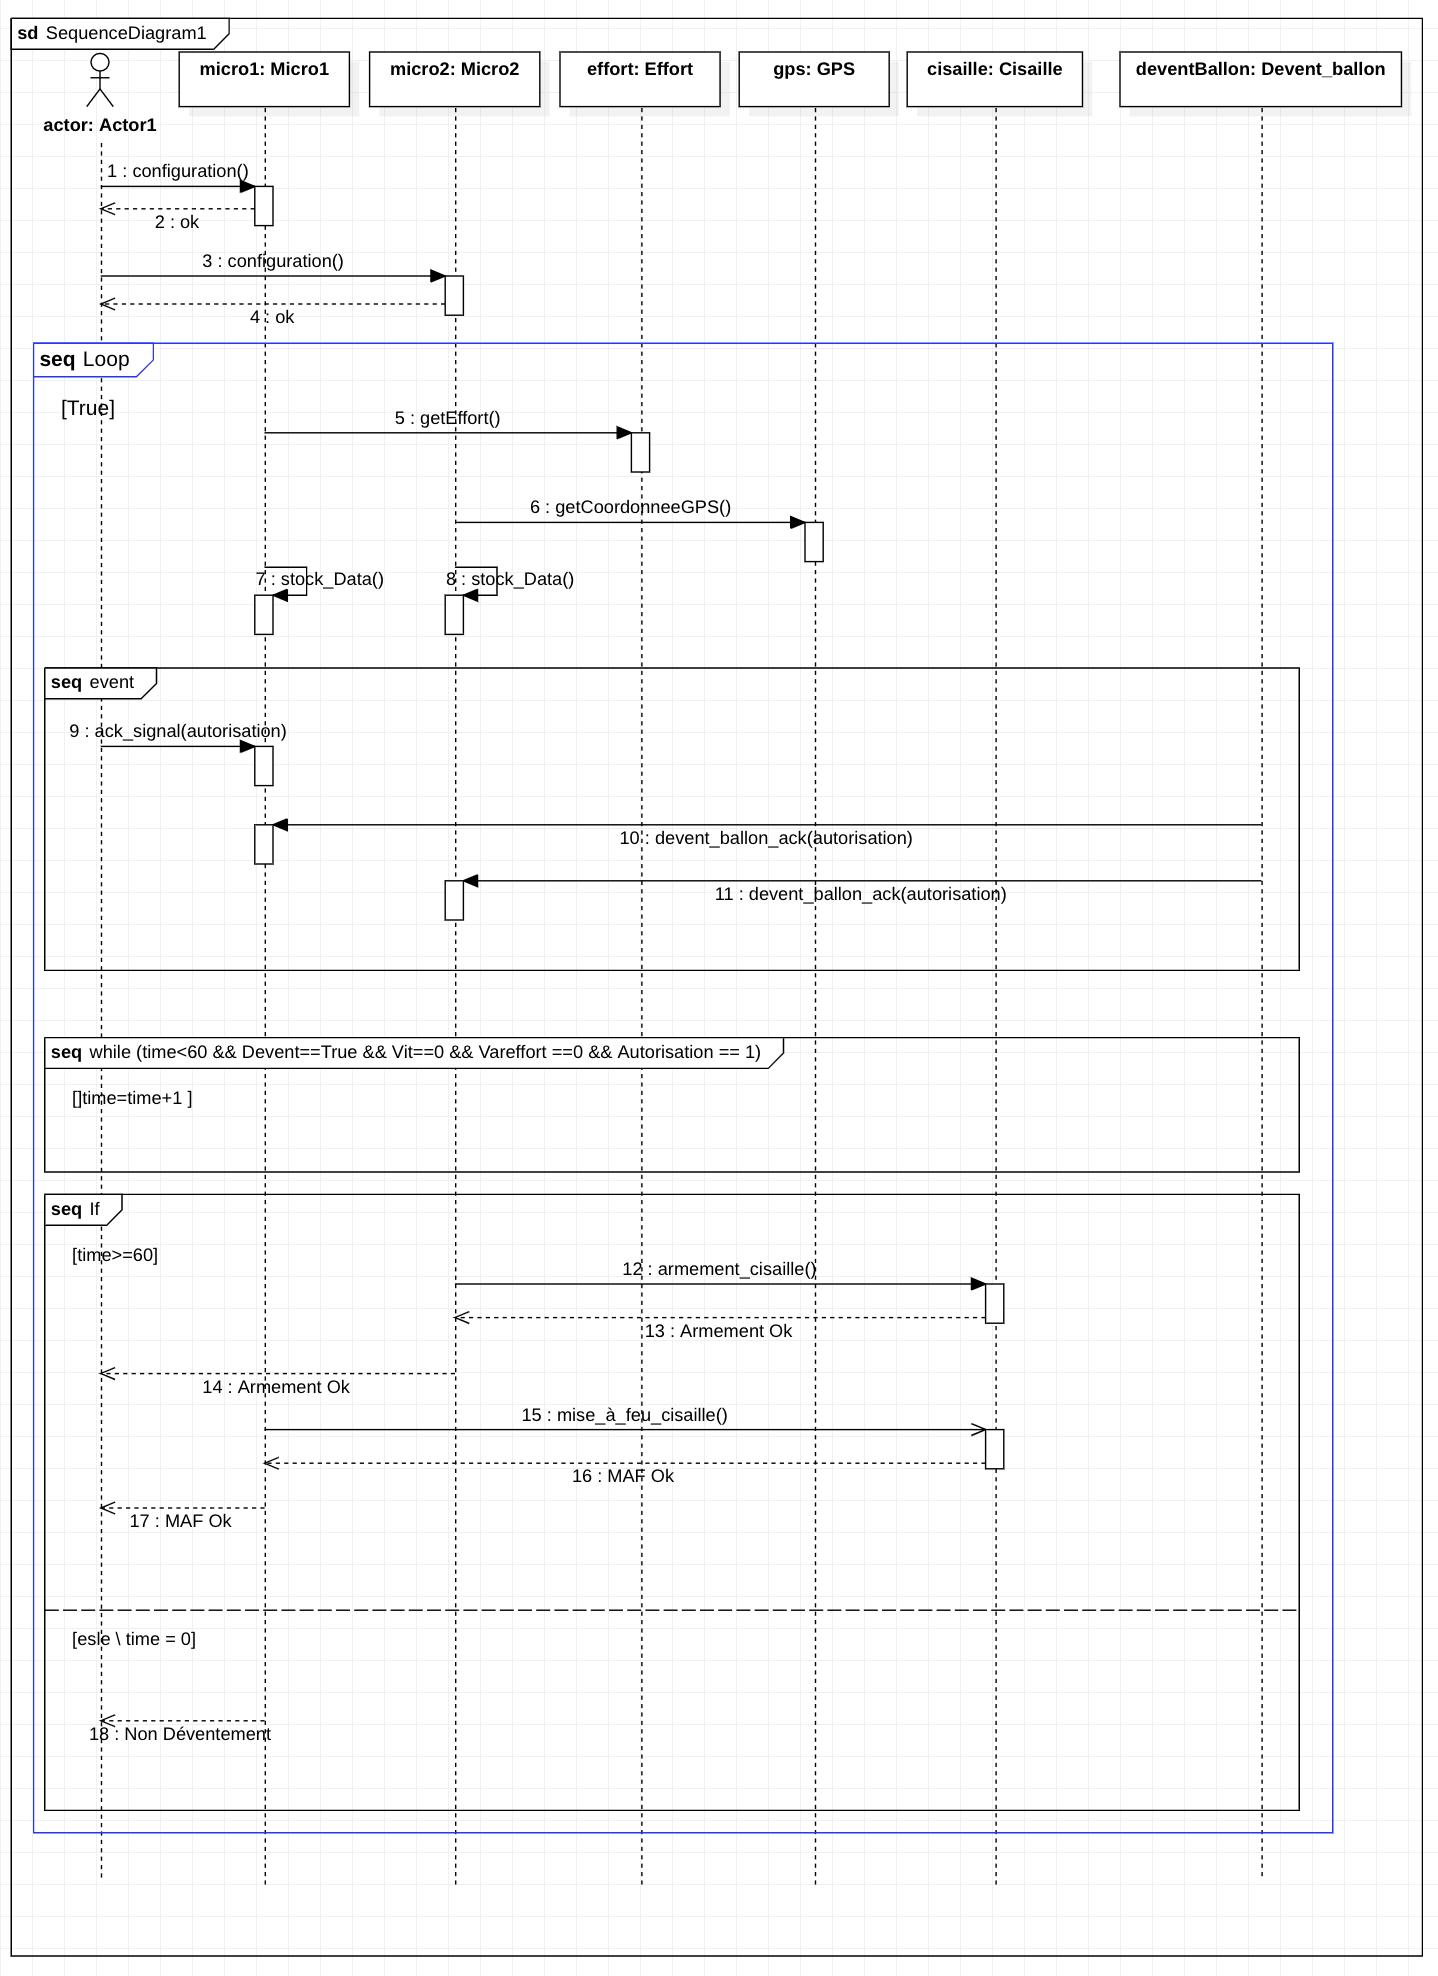 sd SequenceDiagram1
micro1: Micro1
micro2: Micro2
effort: Effort
gps: GPS
cisaille: Cisaille
deventBallon: Devent_ballon
actor: Actor1
1 : configuration()
2 : ok
3 : configuration()
4 : ok
seq Loop
[True]
5 : getEffort()
6 : getCoordonneeGPS()
7 : stock_Data()
8 : stock_Data()
seq event
9 : ack_signal(autorisation)
10 : devent_ballon_ack(autorisation)
11 : devent_ballon_ack(autorisation)
seq while (time<60 && Devent==True && Vit==0 && Vareffort ==0 && Autorisation == 1)
[]time=time+1 ]
seq If
[time>=60]
12 : armement_cisaille()
13 : Armement Ok
14 : Armement Ok
15 : mise_à_feu_cisaille()
16 : MAF Ok
17 : MAF Ok
[esle \ time = 0]
18 : Non Déventement